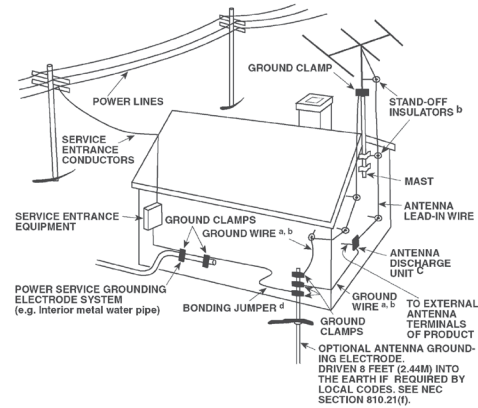 GROUND CLAMP
POWER LINES
STAND-OFF
INSULATORS b
SERVICE
ENTRANCE
CONDUCTORS
MAST
ANTENNA
LEAD-IN WIRE
SERVICE ENTRANCE
EQUIPMENT
GROUND CLAMPS
GROUND WIRE a, b
ANTENNA
DISCHARGE
UNIT C
POWER SERVICE GROUNDING
ELECTRODE SYSTEM
(e.g. Interior metal water pipe)
BONDING JUMPER d
GROUND
WIRE a, b
GROUND
CLAMPS
TO EXTERNAL
ANTENNA
TERMINALS
OF PRODUCT
OPTIONAL ANTENNA GROUND-
ING ELECTRODE.
DRIVEN 8 FEET (2.44M) INTO
THE EARTH IF REQUIRED BY
LOCAL CODES. SEE NEC
SECTION 810.21(f).